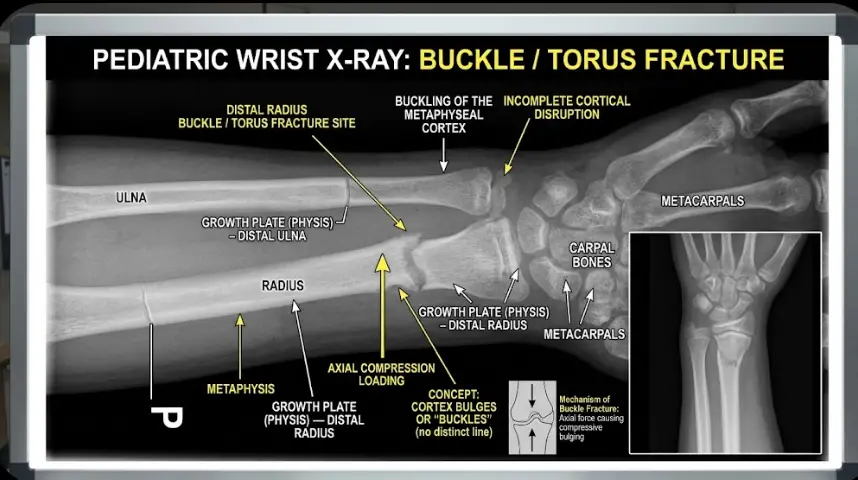 PEDIATRIC WRIST X-RAY: BUCKLE / TORUS FRACTURE
DISTAL RADIUS
BUCKLE / TORUS FRACTURE SITE
BUCKLING OF THE
METAPHYSEAL
CORTEX
INCOMPLETE CORTICAL
DISRUPTION
ULNA
GROWTH PLATE (PHYSIS)
– DISTAL ULNA
METACARPALS
CARPAL
BONES
RADIUS
GROWTH PLATE (PHYSIS)
– DISTAL RADIUS
METACARPALS
METAPHYSIS
AXIAL COMPRESSION
LOADING
GROWTH PLATE
(PHYSIS) — DISTAL
RADIUS
CONCEPT:
CORTEX BULGES
OR “BUCKLES”
(no distinct line)
Mechanism of
Buckle Fracture:
Axial force causing
compressive
bulging
P